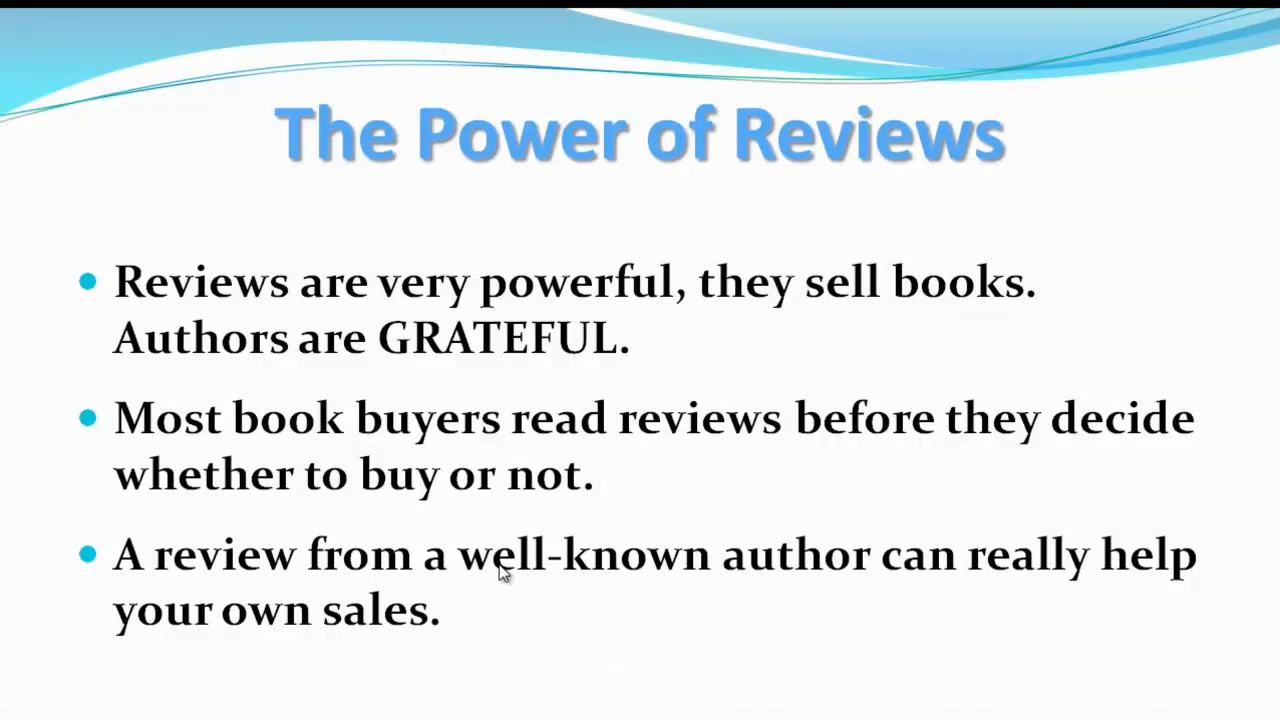 The Power of Reviews
Reviews are very powerful, they sell books.
Authors are GRATEFUL.
Most book buyers read reviews before they decide
whether to buy or not.
A review from a well-known author can really help
your own sales.